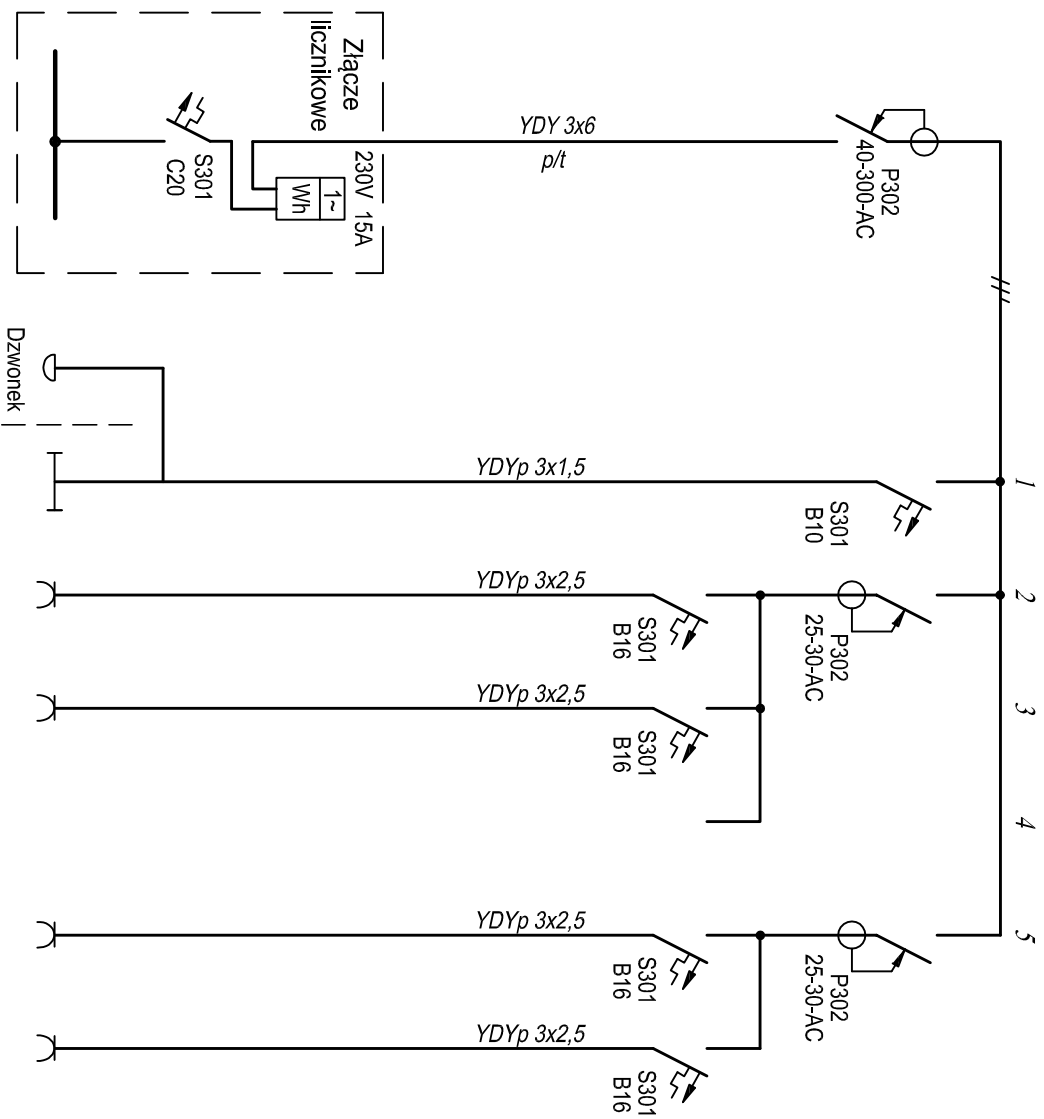 Złącze
licznikowe
230V 15A
1~
Wh
S301
C20
YDY 3x6
p/t
P302
40-300-AC
Dzwonek
1
YDYp 3x1,5
S301
B10
2
P302
25-30-AC
YDYp 3x2,5
S301
B16
3
YDYp 3x2,5
S301
B16
4
5
P302
25-30-AC
YDYp 3x2,5
S301
B16
YDYp 3x2,5
S301
B16